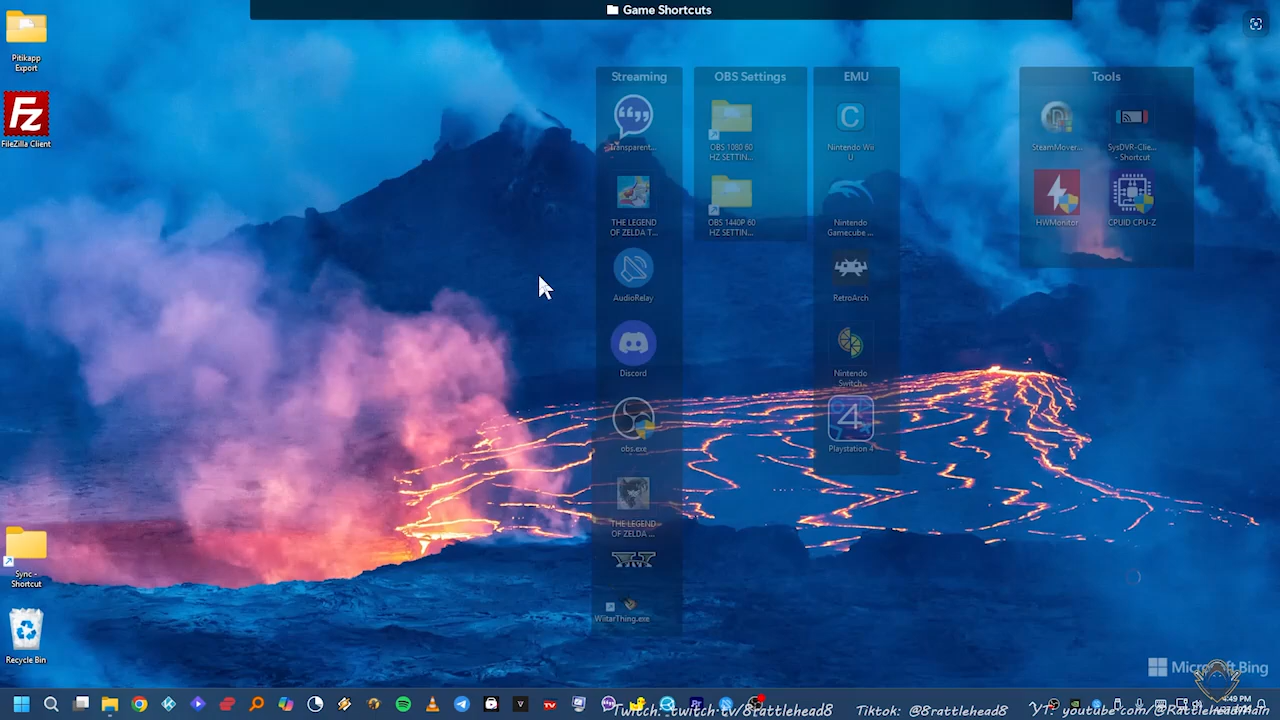 Game Shortcuts
Pitikapp
Export
FileZilla Client
Sync -
Shortcut
Recycle Bin
Streaming
Transparent...
THE LEGEND
OF ZELDA T...
AudioRelay
Discord
obs.exe
THE LEGEND
OF ZELDA ...
WiitarThing.exe
OBS Settings
OBS 1080 60
HZ SETTIN...
OBS 1440P 60
HZ SETTIN...
EMU
Nintendo Wii
U
Nintendo
Gamecube ...
RetroArch
Nintendo
Switch...
4
Playstation 4
Tools
SteamMover...
SysDVR-Clie...
- Shortcut
HWMonitor
CPUID CPU-Z
Microsoft Bing
Twitch: twitch.tv/8rattlehead8
Tiktok: @8rattlehead8
YT: youtube.com/@Rattleheadnan